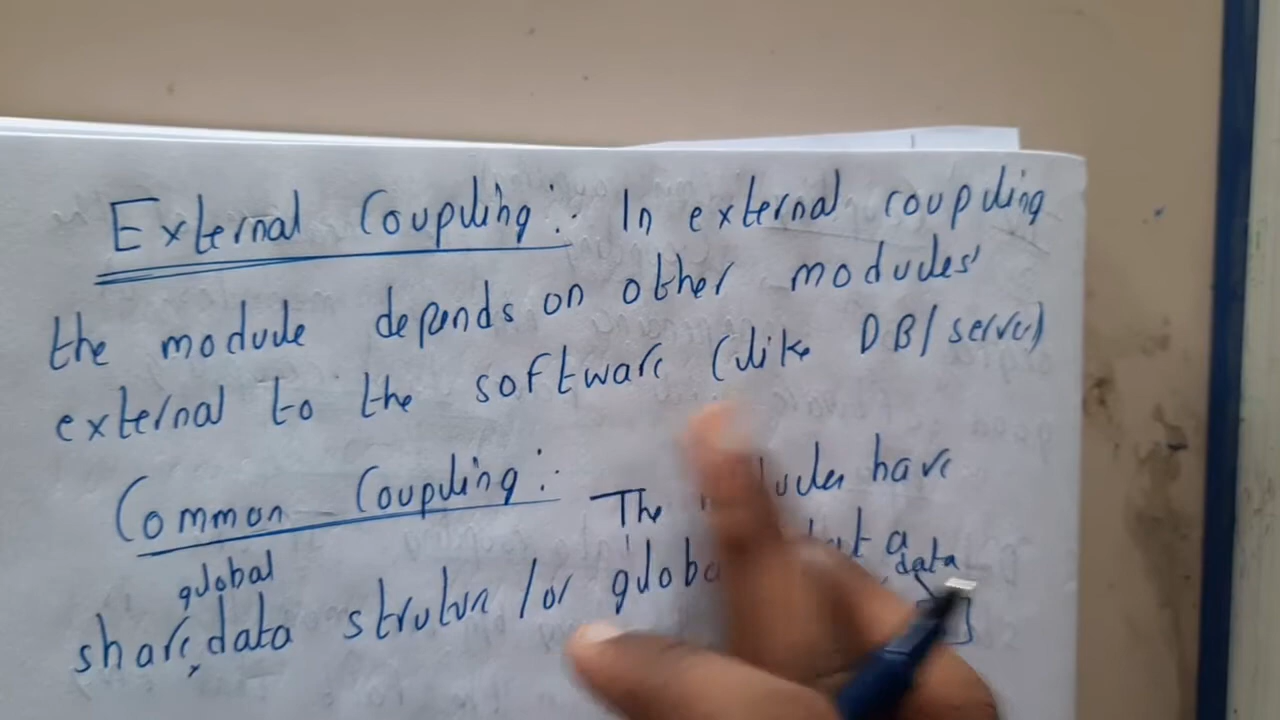 External Coupling : In external coupling
the module depends on other modules
external to the software (like DB/server)
Common Coupling : The have
global data
share, data struture /or a